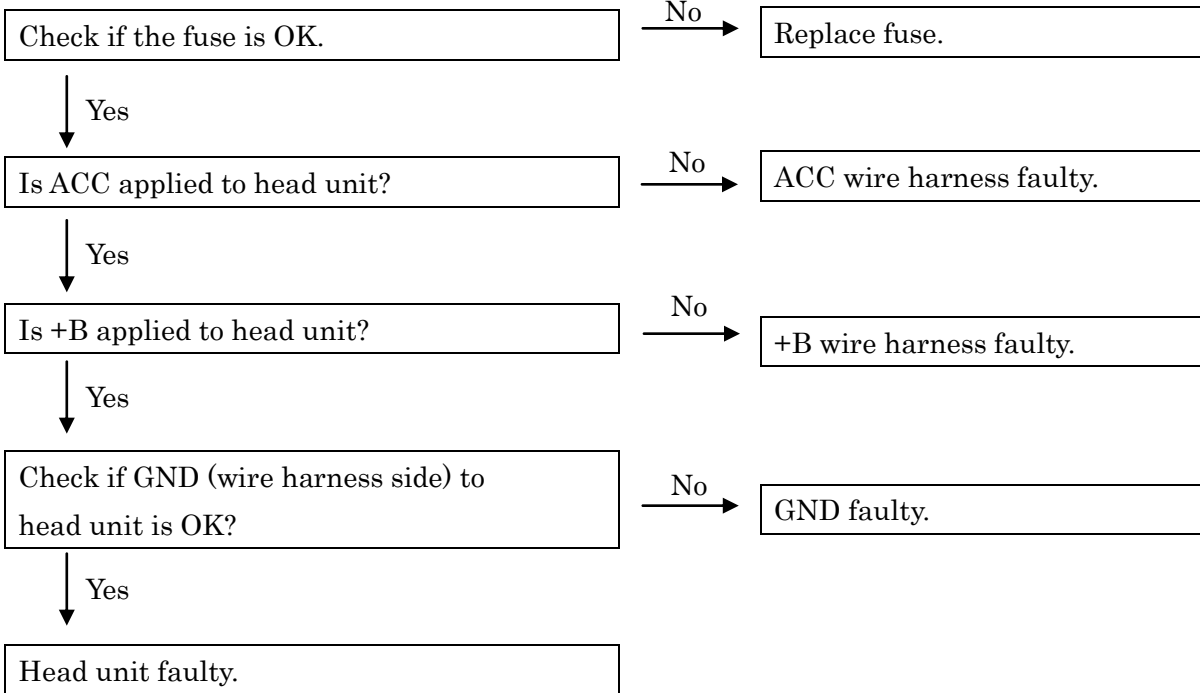 Check if the fuse is OK.
No
Replace fuse.
Yes
Is ACC applied to head unit?
No
ACC wire harness faulty.
Yes
Is +B applied to head unit?
No
+B wire harness faulty.
Yes
Check if GND (wire harness side) to
head unit is OK?
No
GND faulty.
Yes
Head unit faulty.